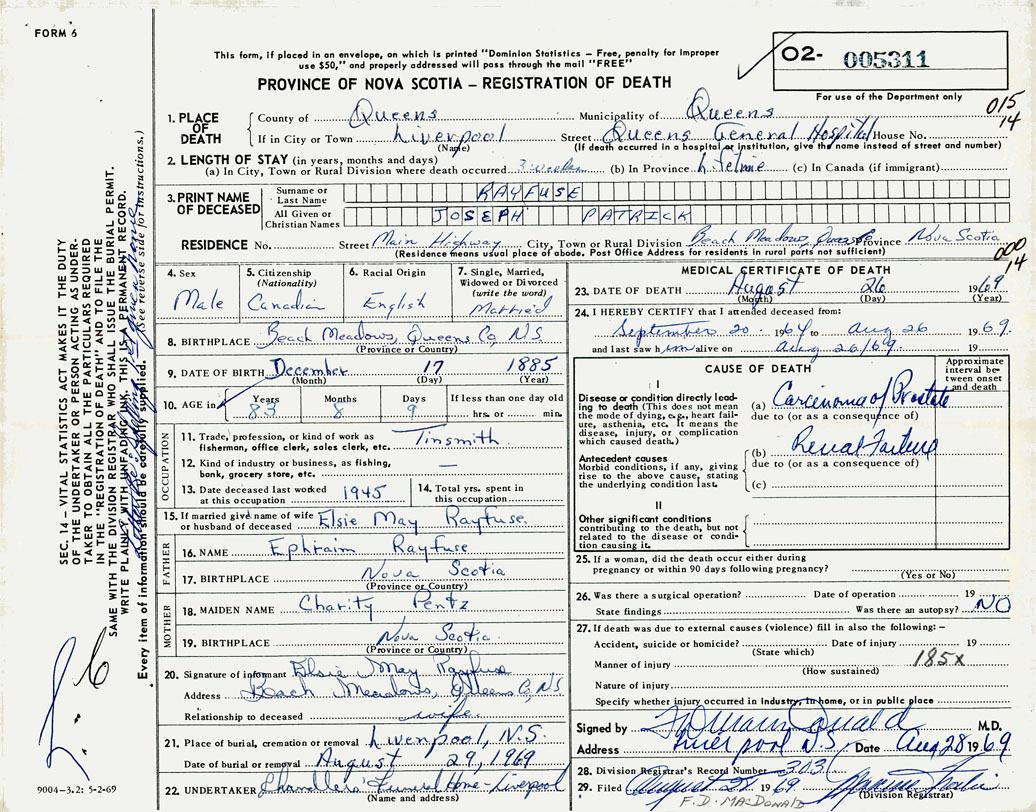 FORM 6
This form, if placed in an envelope, on which is printed "Dominion Statistics – Free, penalty for improper
use $50," and properly addressed will pass through the mail "FREE"
PROVINCE OF NOVA SCOTIA – REGISTRATION OF DEATH
O2- 005311
For use of the Department only
015
14
1. PLACE OF DEATH
County of Queens Municipality of Queens
If in City or Town Liverpool Street Queens General Hospital House No.
(Name) (If death occurred in a hospital or institution, give the name instead of street and number)
2. LENGTH OF STAY (in years, months and days)
(a) In City, Town or Rural Division where death occurred 3 weeks (b) In Province Lifetime (c) In Canada (if immigrant)
3. PRINT NAME OF DECEASED
Surname or Last Name RAYFUSE
All Given or Christian Names JOSEPH PATRICK
RESIDENCE No. Street Main Highway City, Town or Rural Division Beach Meadows, Queens Province Nova Scotia
(Residence means usual place of abode. Post Office Address for residents in rural parts not sufficient)
000
14
4. Sex Male
5. Citizenship (Nationality) Canadian
6. Racial Origin English
7. Single, Married, Widowed or Divorced (write the word) Married
8. BIRTHPLACE Beach Meadows, Queens Co. N.S.
(Province or Country)
9. DATE OF BIRTH December 17 1885
(Month) (Day) (Year)
10. AGE in Years 83 Months 8 Days 9 If less than one day old hrs. or min.
OCCUPATION
11. Trade, profession, or kind of work as fisherman, office clerk, sales clerk, etc. Tinsmith
12. Kind of industry or business, as fishing, bank, grocery store, etc. —
13. Date deceased last worked at this occupation 1945
14. Total yrs. spent in this occupation
15. If married give name of wife or husband of deceased Elsie May Rayfuse
FATHER
16. NAME Ephraim Rayfuse
17. BIRTHPLACE Nova Scotia
(Province or Country)
MOTHER
18. MAIDEN NAME Charity Pentz
19. BIRTHPLACE Nova Scotia
(Province or Country)
20. Signature of informant Elsie May Rayfuse
Address Beach Meadows, Queens Co, N.S
Relationship to deceased wife
21. Place of burial, cremation or removal Liverpool, N.S.
Date of burial or removal August 29, 1969
22. UNDERTAKER Chandlers Funeral Home - Liverpool
(Name and address)
MEDICAL CERTIFICATE OF DEATH
23. DATE OF DEATH August 26 1969
(Month) (Day) (Year)
24. I HEREBY CERTIFY that I attended deceased from:
September 20 1964 to Aug 26 1969.
and last saw him alive on Aug 26/69. 19
CAUSE OF DEATH
Approximate interval between onset and death
I
Disease or condition directly leading to death (This does not mean the mode of dying, e.g., heart failure, asthenia, etc. It means the disease, injury, or complication which caused death.)
(a) Carcinoma of Prostate
due to (or as a consequence of)
Antecedent causes
Morbid conditions, if any, giving rise to the above cause, stating the underlying condition last.
(b) Renal Failure
due to (or as a consequence of)
(c)
II
Other significant conditions contributing to the death, but not related to the disease or condition causing it.
25. If a woman, did the death occur either during pregnancy or within 90 days following pregnancy?
(Yes or No)
26. Was there a surgical operation? Date of operation 19
State findings Was there an autopsy? NO
27. If death was due to external causes (violence) fill in also the following: –
Accident, suicide or homicide? Date of injury 19
(State which)
Manner of injury 185x
(How sustained)
Nature of injury
Specify whether injury occurred in industry, in home, or in public place
Signed by F D MacDonald M.D.
Address Liverpool N.S. Date Aug 28 1969
28. Division Registrar's Record Number 303
29. Filed August 28 1969
(Division Registrar)
F.D. MACDONALD
SEC. 14 – VITAL STATISTICS ACT MAKES IT THE DUTY
OF THE UNDERTAKER OR PERSON ACTING AS UNDER-
TAKER TO OBTAIN ALL THE PARTICULARS REQUIRED
IN THE "REGISTRATION OF DEATH" AND TO FILE THE
SAME WITH THE DIVISION REGISTRAR WHO SHALL ISSUE THE BURIAL PERMIT.
WRITE PLAINLY WITH UNFADING INK. THIS IS A PERMANENT RECORD.
Every item of information should be carefully supplied. (See reverse side for instructions.)
9004-3.2: 5-2-69